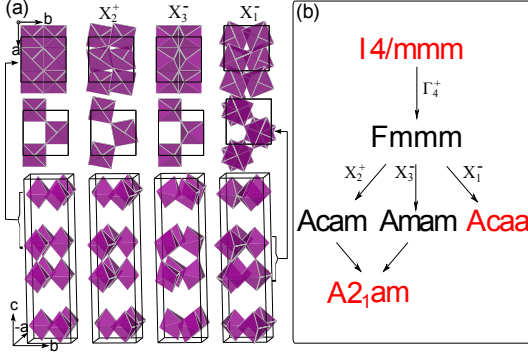 (a)
b
a
X₂⁺
X₃⁻
X₁⁻
c
-a
b
(b)
I4/mmm
Γ₄⁺
Fmmm
X₂⁺ X₃⁻ X₁⁻
Acam Amam Acaa
A2₁am